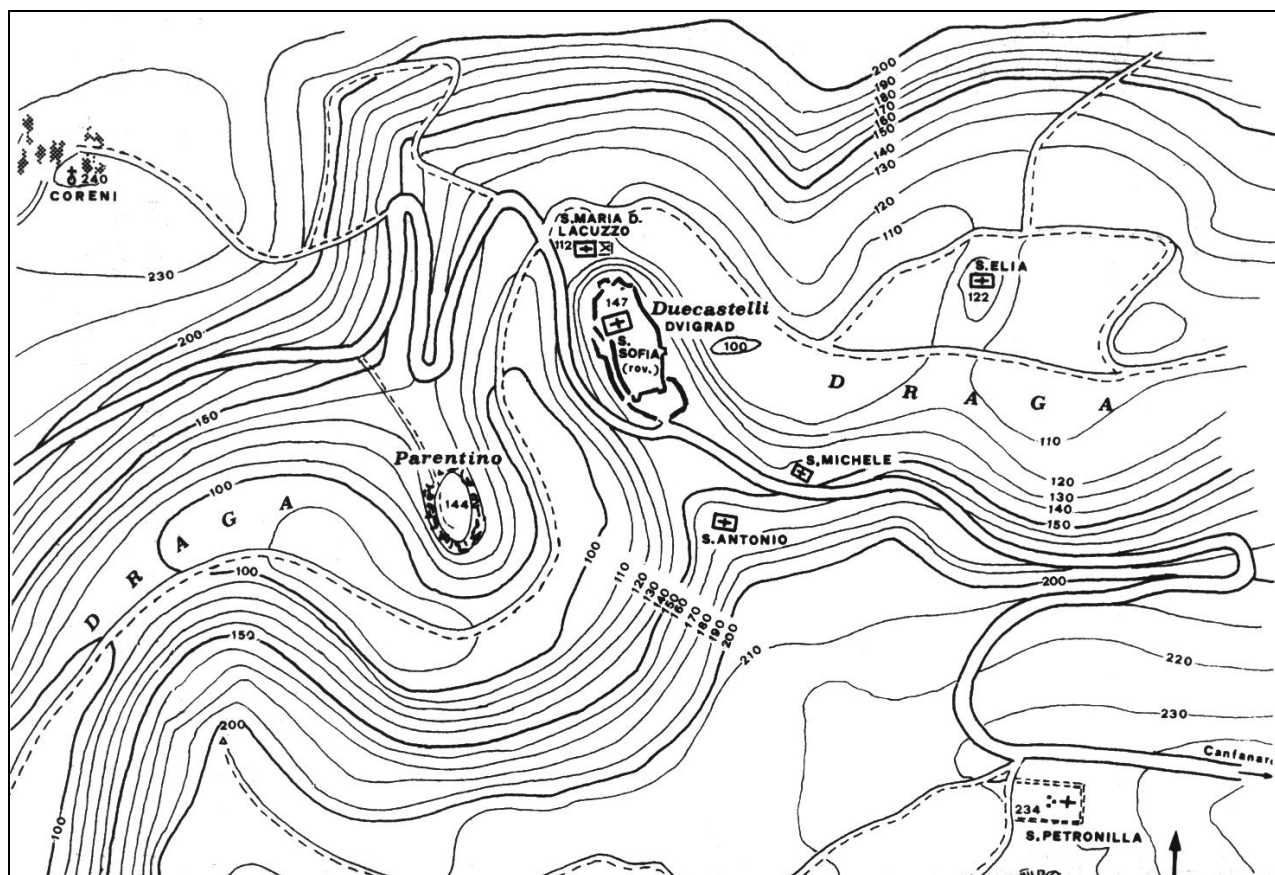 200
190
180
170
160
150
140
130
120
110
240
CORENI
230
S. MARIA D.
LACUZZO
112
147
S.
SOFIA
(rov.)
Duecastelli
DVIGRAD
100
S. ELIA
122
200
150
D R A G A
110
Parentino
144
100
D R A G A
100
150
S. MICHELE
120
130
140
150
S. ANTONIO
100
110
120
130
140
150
160
170
180
190
200
210
200
220
230
200
100
Canfanaro
234
S. PETRONILLA